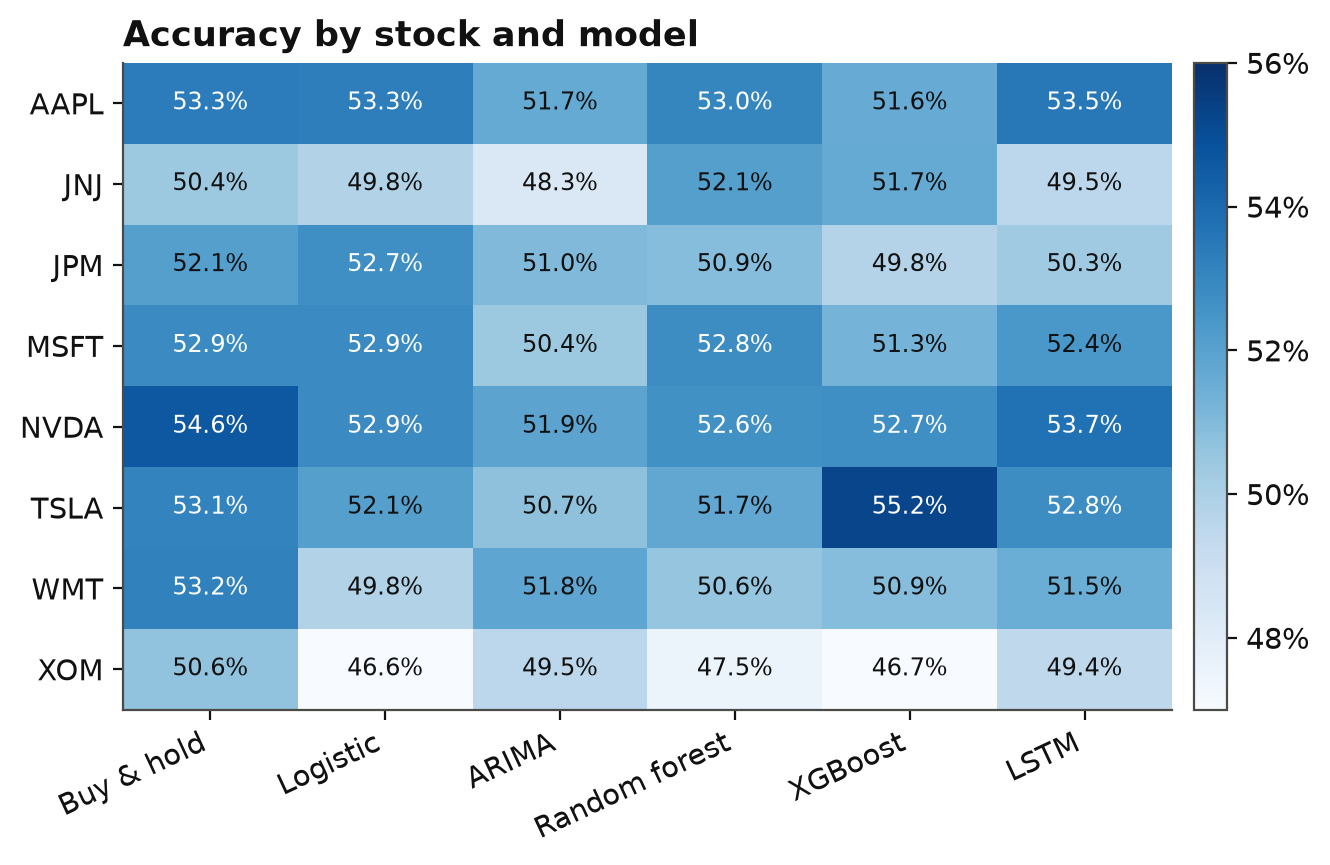 Accuracy by stock and model
56%
AAPL 53.3% 53.3% 51.7% 53.0% 51.6% 53.5%
JNJ 50.4% 49.8% 48.3% 52.1% 51.7% 49.5%
54%
JPM 52.1% 52.7% 51.0% 50.9% 49.8% 50.3%
MSFT 52.9% 52.9% 50.4% 52.8% 51.3% 52.4%
52%
NVDA 54.6% 52.9% 51.9% 52.6% 52.7% 53.7%
TSLA 53.1% 52.1% 50.7% 51.7% 55.2% 52.8%
50%
WMT 53.2% 49.8% 51.8% 50.6% 50.9% 51.5%
48%
XOM 50.6% 46.6% 49.5% 47.5% 46.7% 49.4%
Buy & hold
Logistic
ARIMA
Random forest
XGBoost
LSTM